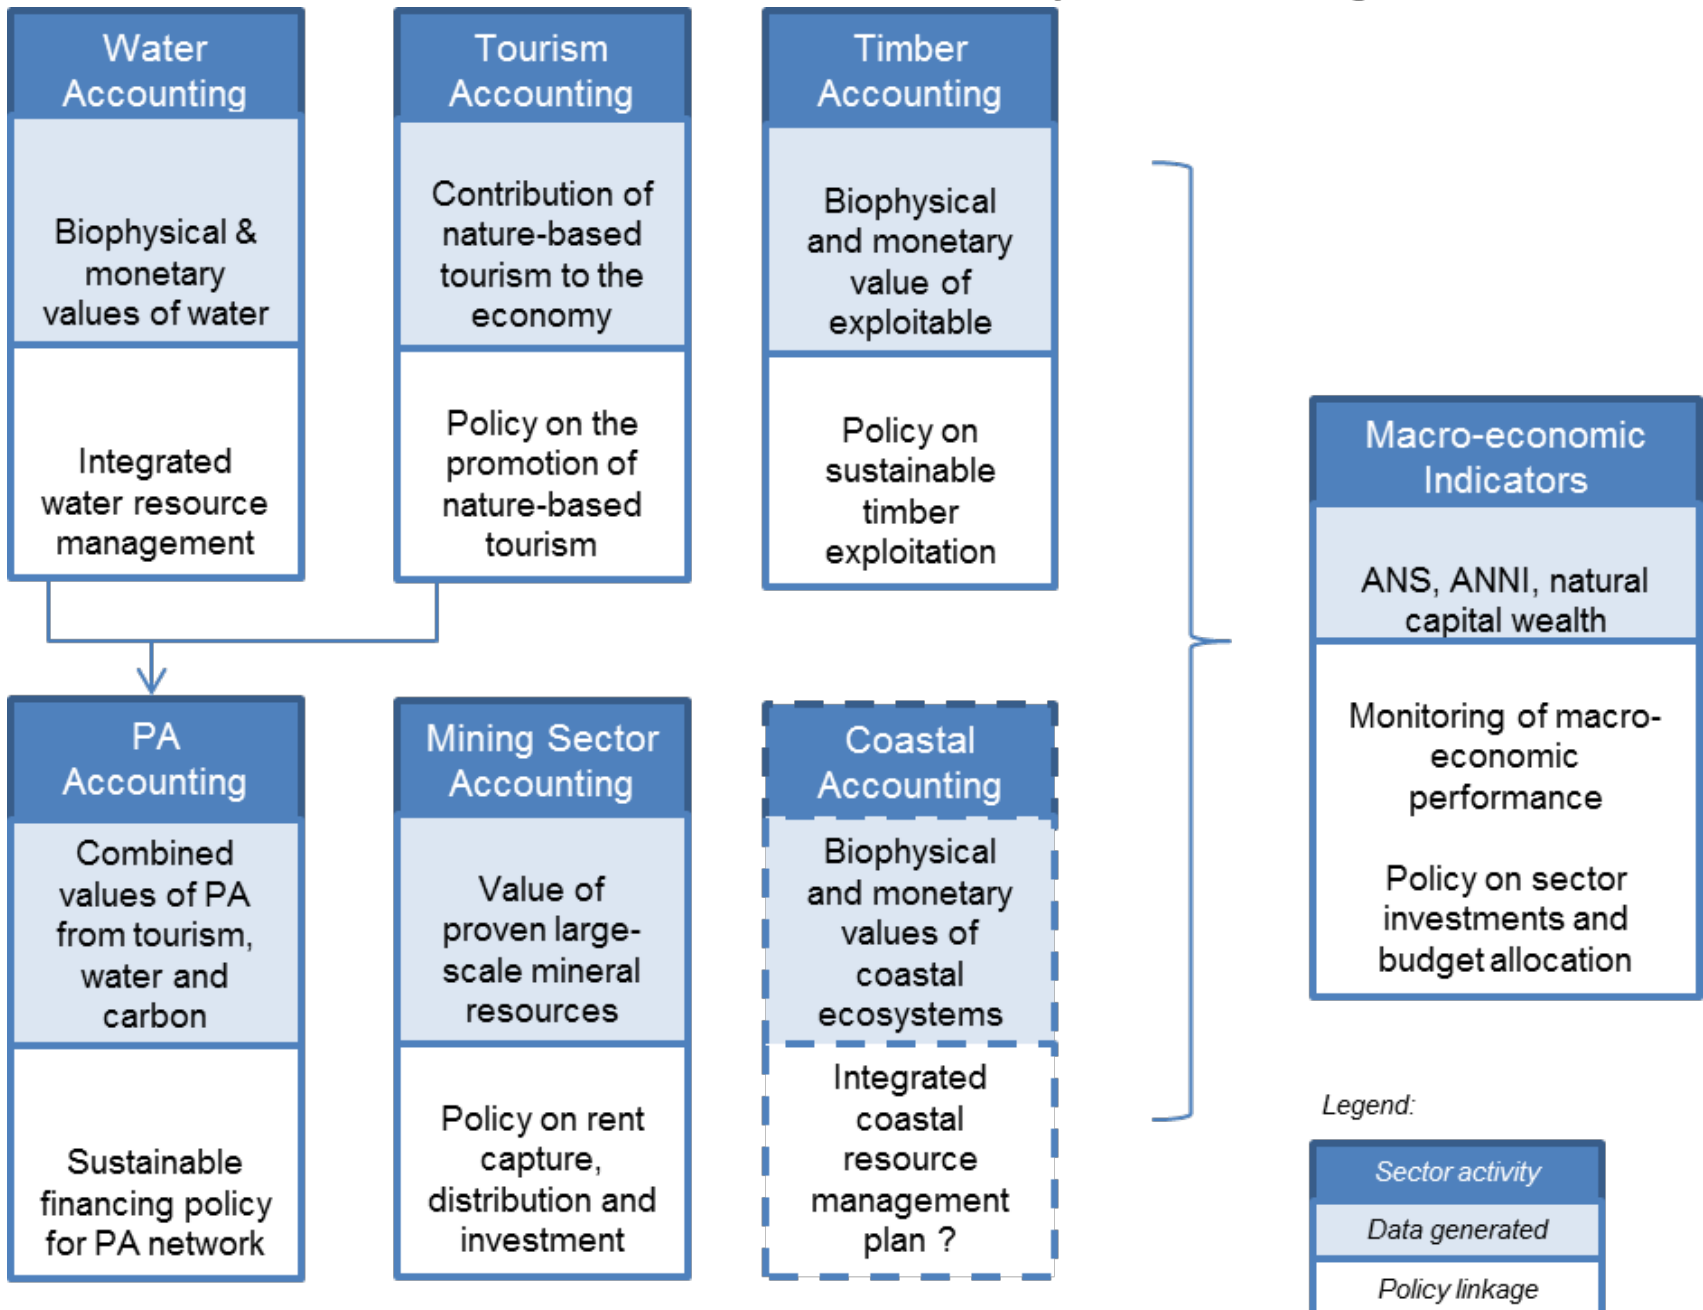 Water
Accounting
Biophysical &
monetary
values of water
Integrated
water resource
management
Tourism
Accounting
Contribution of
nature-based
tourism to the
economy
Policy on the
promotion of
nature-based
tourism
Timber
Accounting
Biophysical
and monetary
value of
exploitable
Policy on
sustainable
timber
exploitation
PA
Accounting
Combined
values of PA
from tourism,
water and
carbon
Sustainable
financing policy
for PA network
Mining Sector
Accounting
Value of
proven large-
scale mineral
resources
Policy on rent
capture,
distribution and
investment
Coastal
Accounting
Biophysical
and monetary
values of
coastal
ecosystems
Integrated
coastal
resource
management
plan ?
Macro-economic
Indicators
ANS, ANNI, natural
capital wealth
Monitoring of macro-
economic
performance
Policy on sector
investments and
budget allocation
Legend:
Sector activity
Data generated
Policy linkage